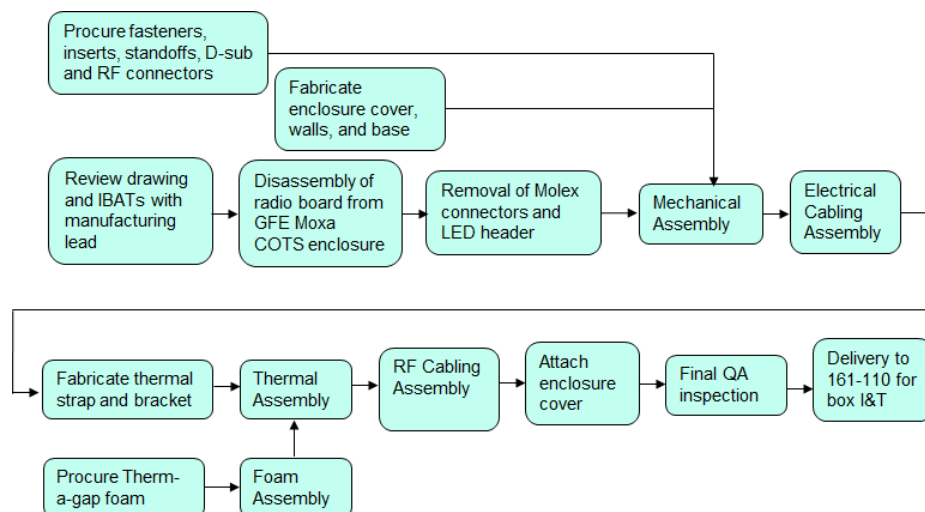 Procure fasteners,
inserts, standoffs, D-sub
and RF connectors
Fabricate
enclosure cover,
walls, and base
Review drawing
and IBATs with
manufacturing
lead
Disassembly of
radio board from
GFE Moxa
COTS enclosure
Removal of Molex
connectors and
LED header
Mechanical
Assembly
Electrical
Cabling
Assembly
Fabricate thermal
strap and bracket
Thermal
Assembly
RF Cabling
Assembly
Attach
enclosure
cover
Final QA
inspection
Delivery to
161-110 for
box I&T
Procure Therm-
a-gap foam
Foam
Assembly